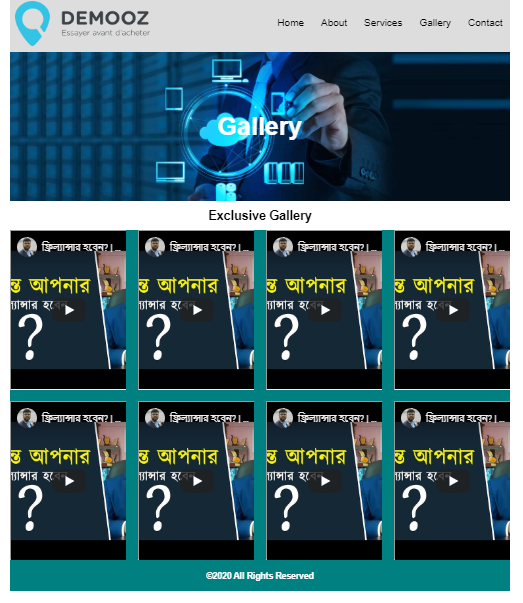 DEMOOZ
Essayer avant d'acheter
Home About Services Gallery Contact
Gallery
Exclusive Gallery
ফ্রিল্যান্সার হবেন?।... ফ্রিল্যান্সার হবেন?।... ফ্রিল্যান্সার হবেন?।... ফ্রিল্যান্সার হবেন?।...
ন্ত আপনার ন্ত আপনার ন্ত আপনার ন্ত আপনার
ল্যান্সার হবেন ল্যান্সার হবেন ল্যান্সার হবেন ল্যান্সার হবেন
? ? ? ?
ফ্রিল্যান্সার হবেন?।... ফ্রিল্যান্সার হবেন?।... ফ্রিল্যান্সার হবেন?।... ফ্রিল্যান্সার হবেন?।...
ন্ত আপনার ন্ত আপনার ন্ত আপনার ন্ত আপনার
ল্যান্সার হবেন ল্যান্সার হবেন ল্যান্সার হবেন ল্যান্সার হবেন
? ? ? ?
©2020 All Rights Reserved